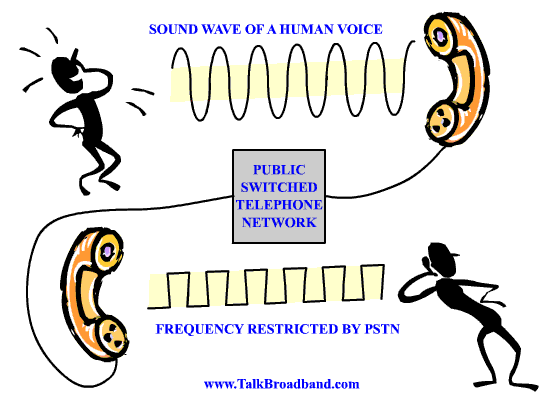 SOUND WAVE OF A HUMAN VOICE
PUBLIC
SWITCHED
TELEPHONE
NETWORK
FREQUENCY RESTRICTED BY PSTN
www.TalkBroadband.com